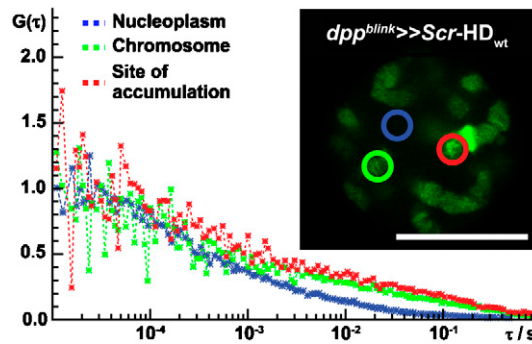 G(τ)
Nucleoplasm
Chromosome
Site of
accumulation
dpp^blink>>Scr-HD_wt
2.0
1.5
1.0
0.5
0.0
10^-4 10^-3 10^-2 10^-1 τ / s